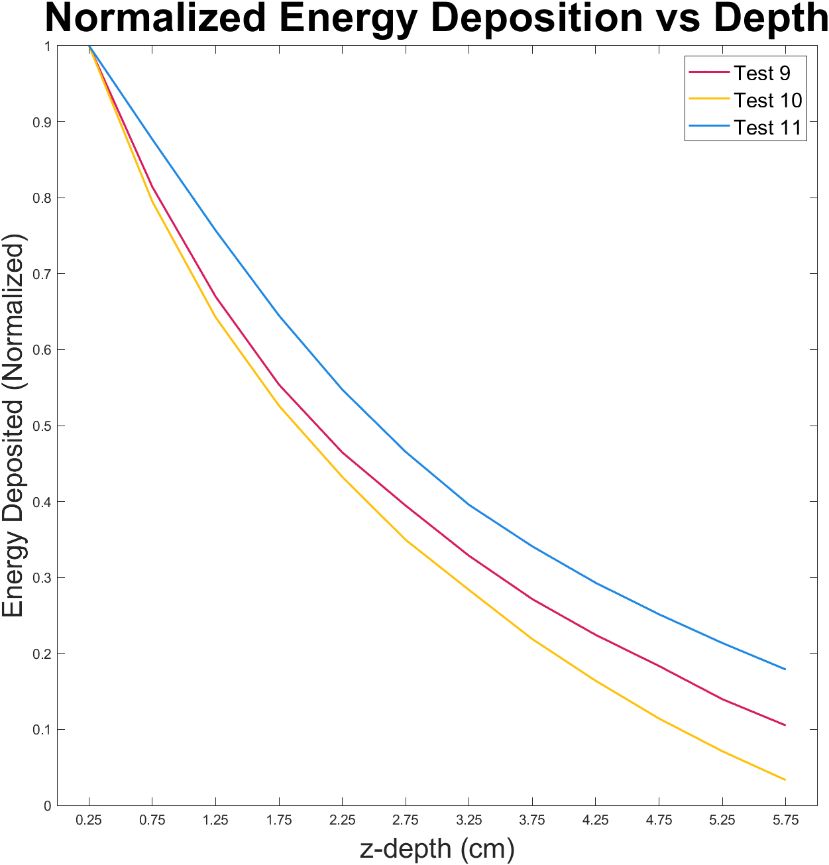 Normalized Energy Deposition vs Depth
Test 9
Test 10
Test 11
Energy Deposited (Normalized)
1
0.9
0.8
0.7
0.6
0.5
0.4
0.3
0.2
0.1
0
0.25 0.75 1.25 1.75 2.25 2.75 3.25 3.75 4.25 4.75 5.25 5.75
z-depth (cm)